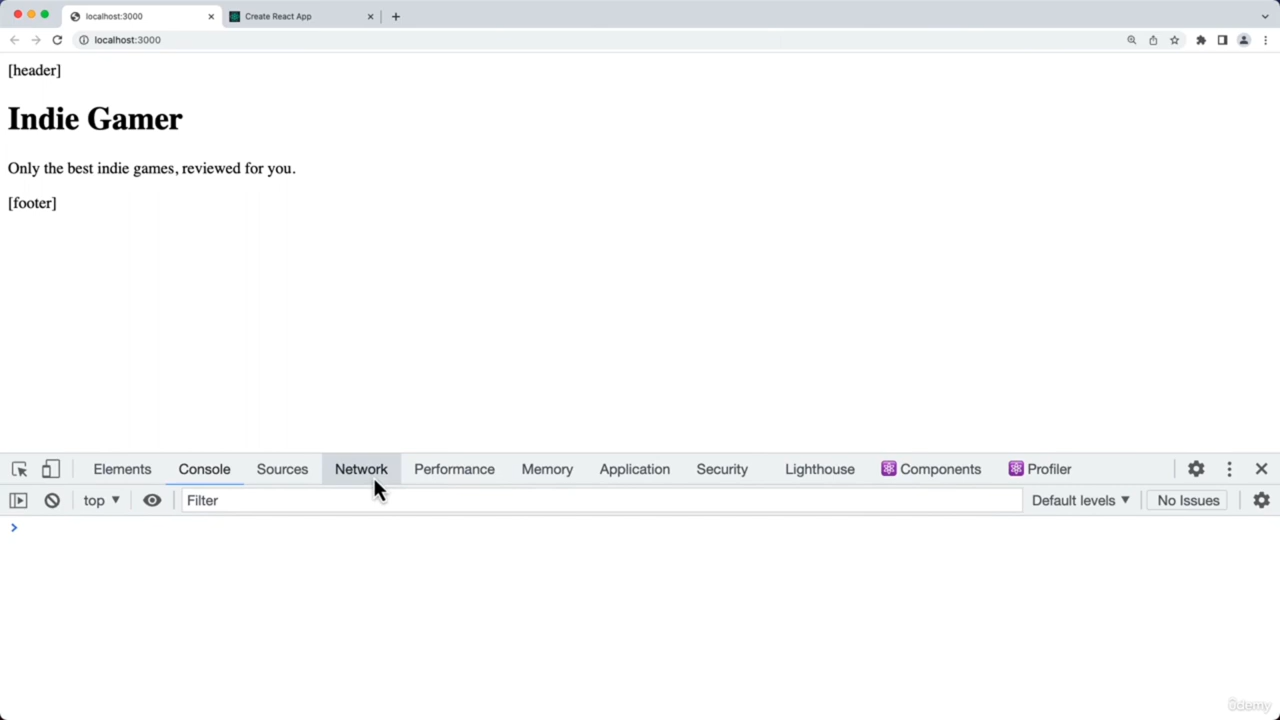 localhost:3000
Create React App
localhost:3000
[header]
Indie Gamer
Only the best indie games, reviewed for you.
[footer]
Elements Console Sources Network Performance Memory Application Security Lighthouse Components Profiler
top Filter Default levels No Issues
ûdemy